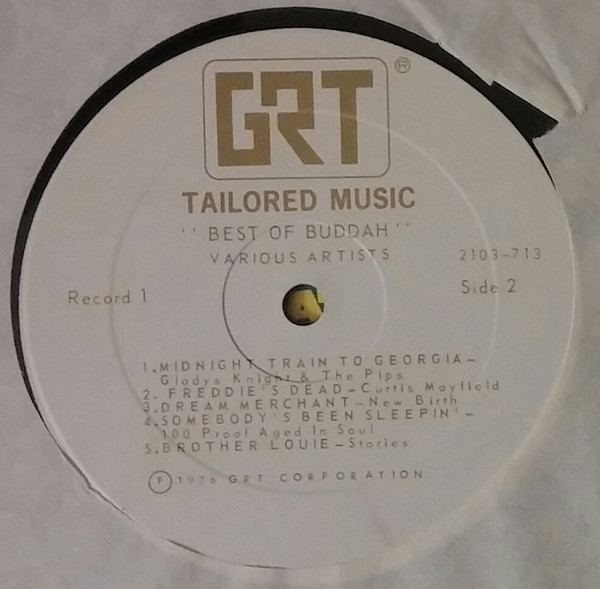 GRT ®
TAILORED MUSIC
'' BEST OF BUDDAH ''
VARIOUS ARTISTS
2103-713
Record 1
Side 2
1.MIDNIGHT TRAIN TO GEORGIA-
Gladys Knight & The Pips
2. FREDDIE'S DEAD-Curtis Mayfield
3.DREAM MERCHANT-New Birth
4.SOMEBODY'S BEEN SLEEPIN'-
100 Proof Aged In Soul
5.BROTHER LOUIE-Stories
Ⓟ 1976 GRT CORPORATION